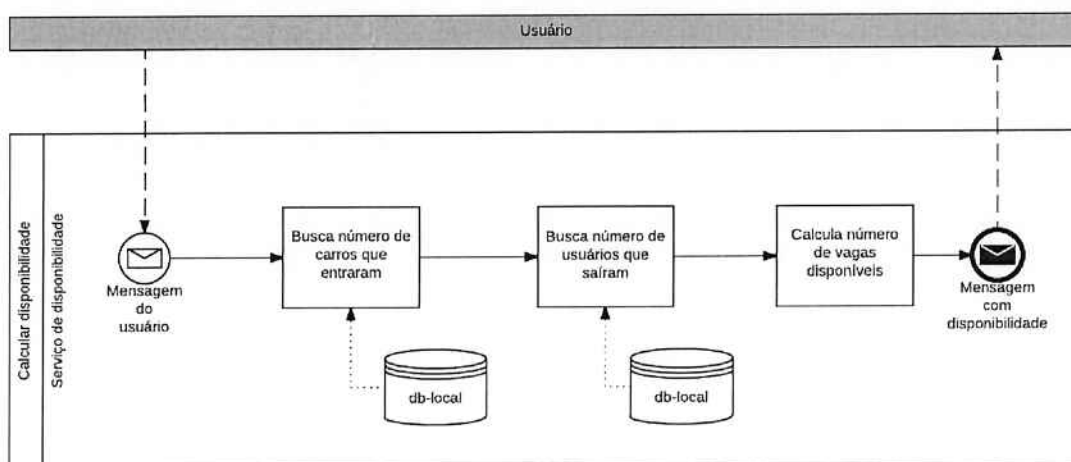 Usuário
Calcular disponibilidade
Serviço de disponibilidade
Mensagem
do
usuário
Busca número de
carros que
entraram
Busca número de
usuários que
saíram
Calcula número
de vagas
disponíveis
Mensagem
com
disponibilidade
db-local
db-local